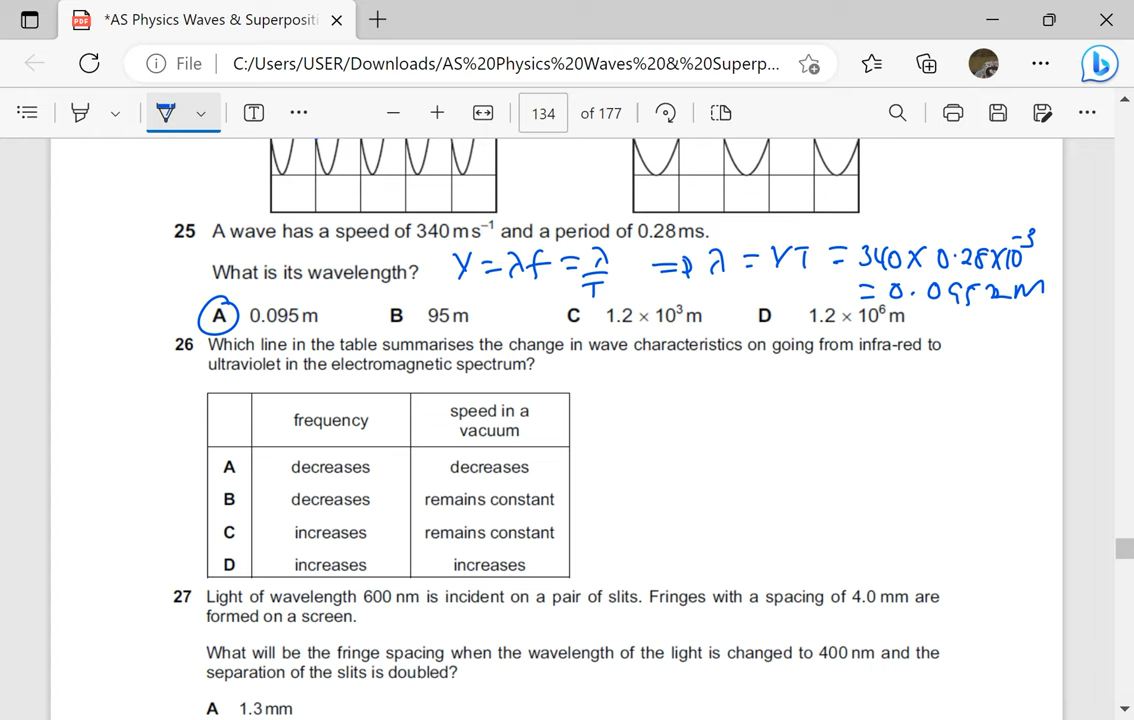 *AS Physics Waves & Superpositi
File
C:/Users/USER/Downloads/AS%20Physics%20Waves%20&%20Superp...
134 of 177
25 A wave has a speed of 340 m s⁻¹ and a period of 0.28 ms.
V = λf = λ/T ⇒ λ = VT = 340 × 0.28×10⁻³
What is its wavelength?
= 0.0952m
A 0.095 m B 95 m C 1.2 × 10³ m D 1.2 × 10⁶ m
26 Which line in the table summarises the change in wave characteristics on going from infra-red to
ultraviolet in the electromagnetic spectrum?
frequency speed in a
vacuum
A decreases decreases
B decreases remains constant
C increases remains constant
D increases increases
27 Light of wavelength 600 nm is incident on a pair of slits. Fringes with a spacing of 4.0 mm are
formed on a screen.
What will be the fringe spacing when the wavelength of the light is changed to 400 nm and the
separation of the slits is doubled?
A 1.3 mm